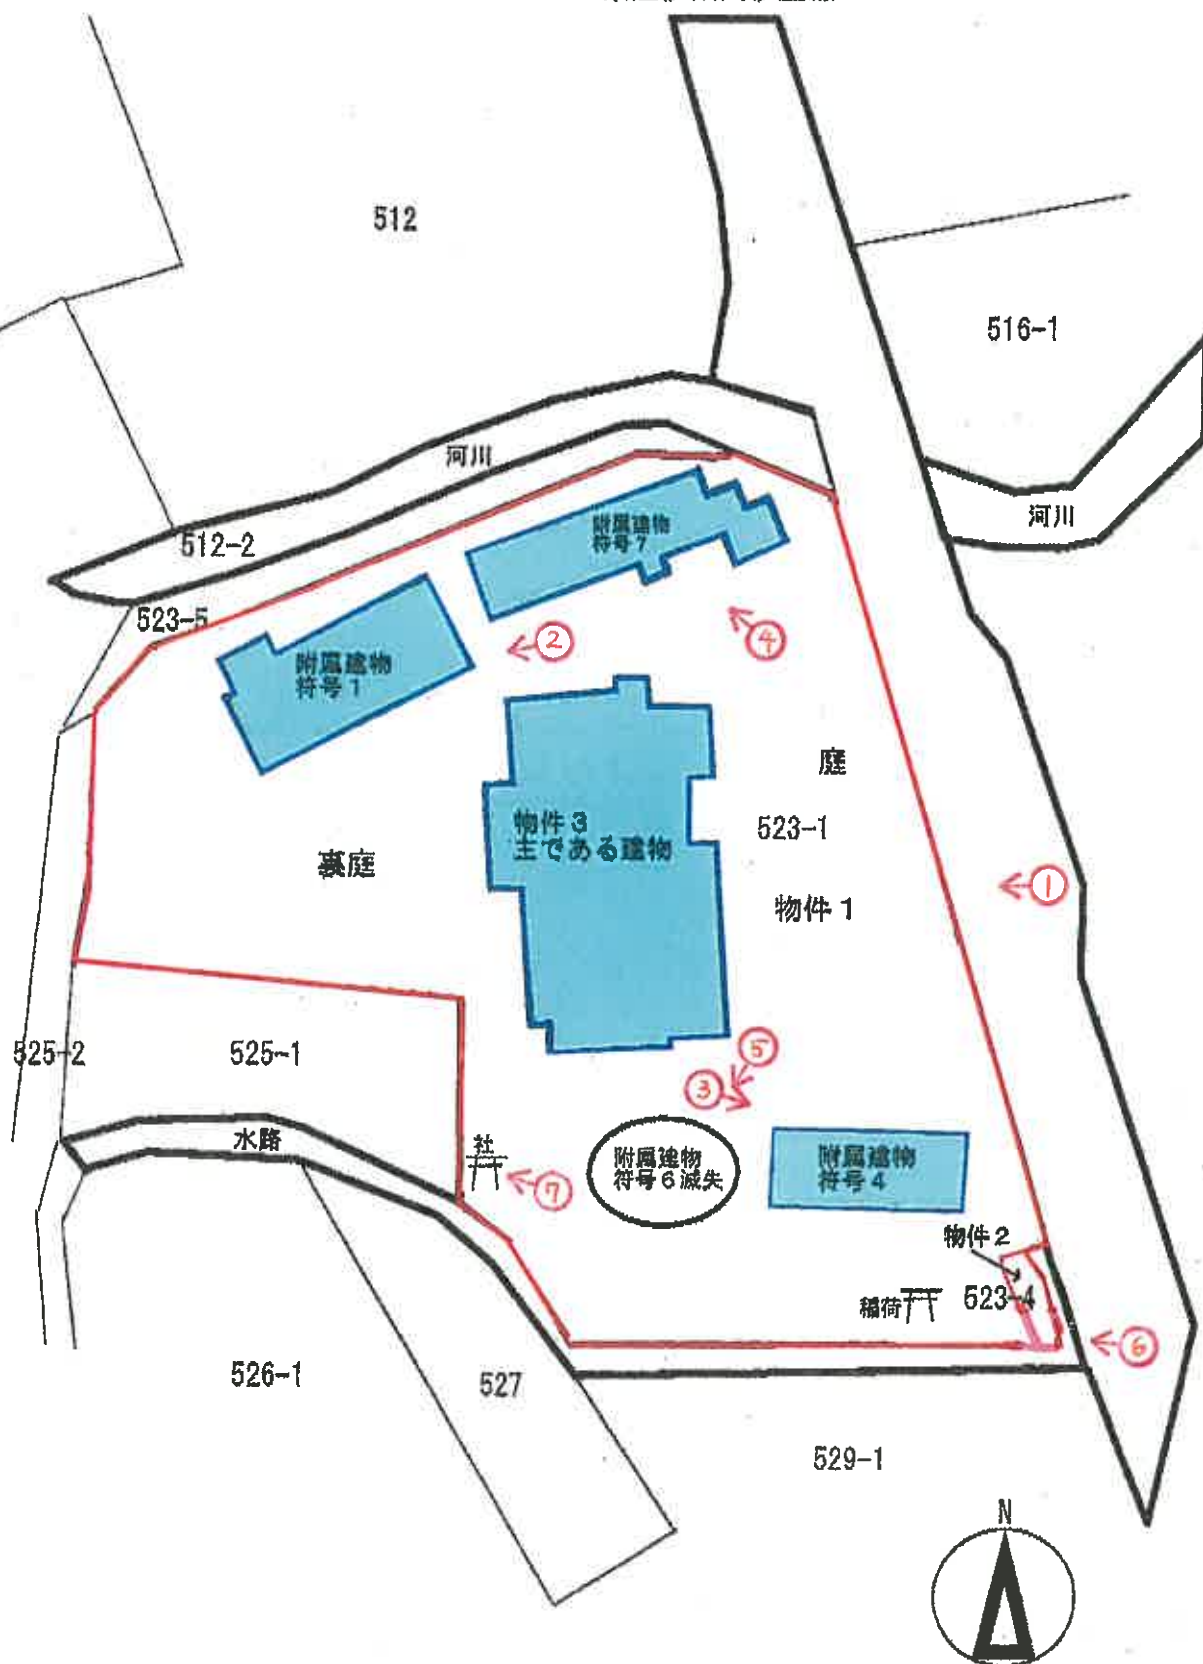 512
516-1
河川
河川
512-2
附属建物
符号7
523-5
②
④
附属建物
符号1
庭
物件3
主である建物
523-1
裏庭
①
物件1
525-2
525-1
⑤
③
水路
社
附属建物
符号6滅失
附属建物
符号4
⑦
物件2
稲荷
523-4
⑥
526-1
527
529-1
N